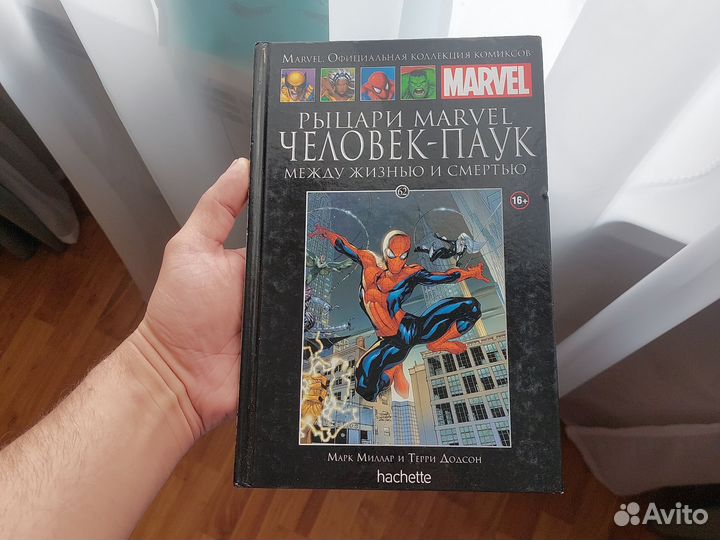 Marvel. Официальная коллекция комиксов
MARVEL
РЫЦАРИ MARVEL
ЧЕЛОВЕК-ПАУК
МЕЖДУ ЖИЗНЬЮ И СМЕРТЬЮ
62
16+
Марк Миллар и Терри Додсон
hachette
Avito